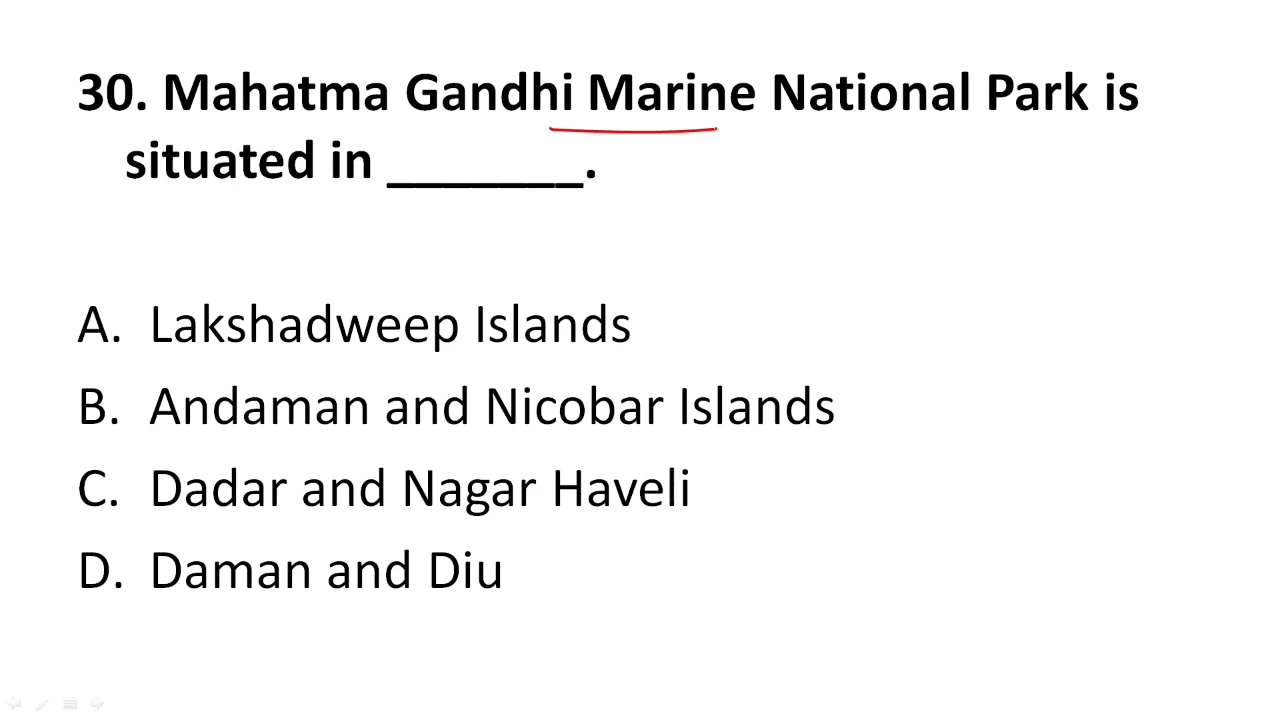 30. Mahatma Gandhi Marine National Park is
situated in _______.
A. Lakshadweep Islands
B. Andaman and Nicobar Islands
C. Dadar and Nagar Haveli
D. Daman and Diu